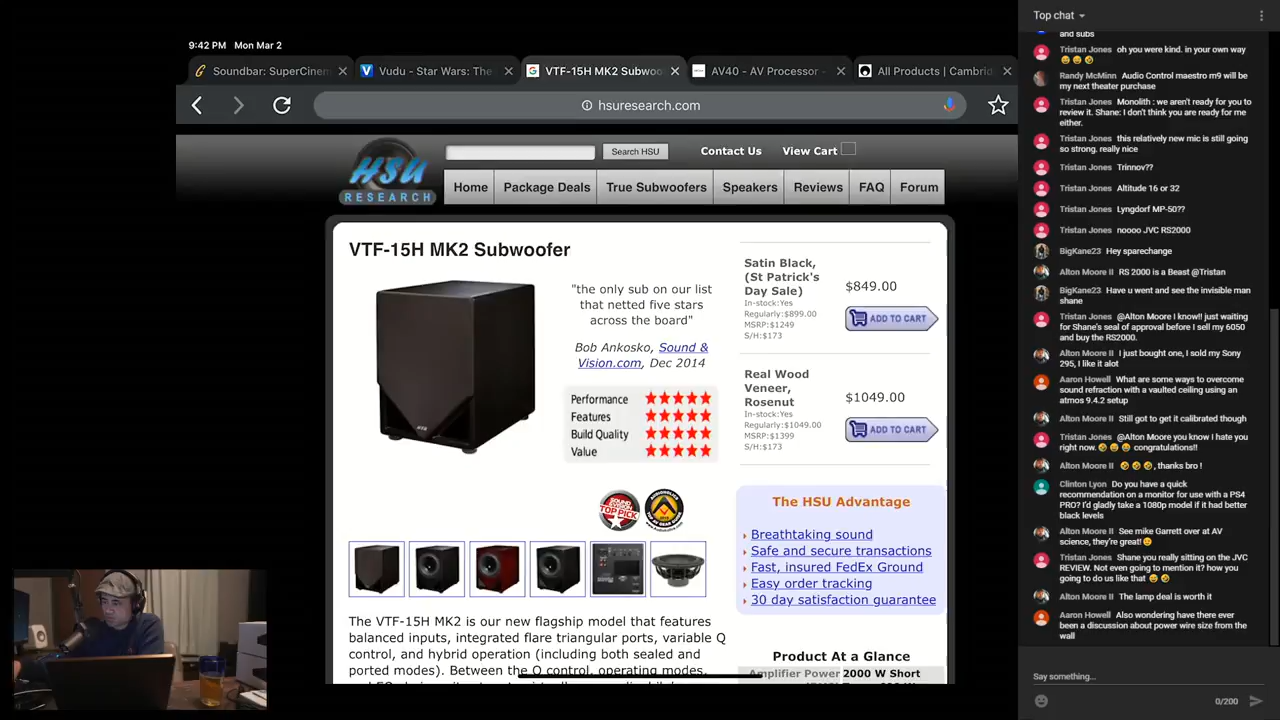 9:42 PM Mon Mar 2
Soundbar: SuperCinem
Vudu - Star Wars: The
VTF-15H MK2 Subwoo
AV40 - AV Processor -
All Products | Cambrid
hsuresearch.com
HSU
RESEARCH
Search HSU
Contact Us
View Cart
Home
Package Deals
True Subwoofers
Speakers
Reviews
FAQ
Forum
VTF-15H MK2 Subwoofer
"the only sub on our list
that netted five stars
across the board"
Bob Ankosko, Sound &
Vision.com, Dec 2014
Performance
Features
Build Quality
Value
Satin Black,
(St Patrick's
Day Sale)
In-stock:Yes
Regularly:$899.00
MSRP:$1249
S/H:$173
$849.00
ADD TO CART
Real Wood
Veneer,
Rosenut
In-stock:Yes
Regularly:$1049.00
MSRP:$1399
S/H:$173
$1049.00
ADD TO CART
TOP PICK
The HSU Advantage
Breathtaking sound
Safe and secure transactions
Fast, insured FedEx Ground
Easy order tracking
30 day satisfaction guarantee
The VTF-15H MK2 is our new flagship model that features
balanced inputs, integrated flare triangular ports, variable Q
control, and hybrid operation (including both sealed and
ported modes). Between the Q control, operating modes,
Product At a Glance
Amplifier Power 2000 W Short
Top chat
and subs
Tristan Jones oh you were kind. in your own way
Randy McMinn Audio Control maestro m9 will be
my next theater purchase
Tristan Jones Monolith : we aren't ready for you to
review it. Shane: I don't think you are ready for me
either.
Tristan Jones this relatively new mic is still going
so strong. really nice
Tristan Jones Trinnov??
Tristan Jones Altitude 16 or 32
Tristan Jones Lyngdorf MP-50??
Tristan Jones noooo JVC RS2000
BigKane23 Hey sparechange
Alton Moore II RS 2000 is a Beast @Tristan
BigKane23 Have u went and see the invisible man
shane
Tristan Jones @Alton Moore I know!! just waiting
for Shane's seal of approval before I sell my 6050
and buy the RS2000.
Alton Moore II I just bought one, I sold my Sony
295, I like it alot
Aaron Howell What are some ways to overcome
sound refraction with a vaulted ceiling using an
atmos 9.4.2 setup
Alton Moore II Still got to get it calibrated though
Tristan Jones @Alton Moore you know I hate you
right now. 🤣 😅 😆 congratulations!!
Alton Moore II 🤣 🤣 🤣, thanks bro !
Clinton Lyon Do you have a quick
recommendation on a monitor for use with a PS4
PRO? I'd gladly take a 1080p model if it had better
black levels
Alton Moore II See mike Garrett over at AV
science, they're great!
Tristan Jones Shane you really sitting on the JVC
REVIEW. Not even going to mention it? how you
going to do us like that
Alton Moore II The lamp deal is worth it
Aaron Howell Also wondering have there ever
been a discussion about power wire size from the
wall
Say something...
0/200